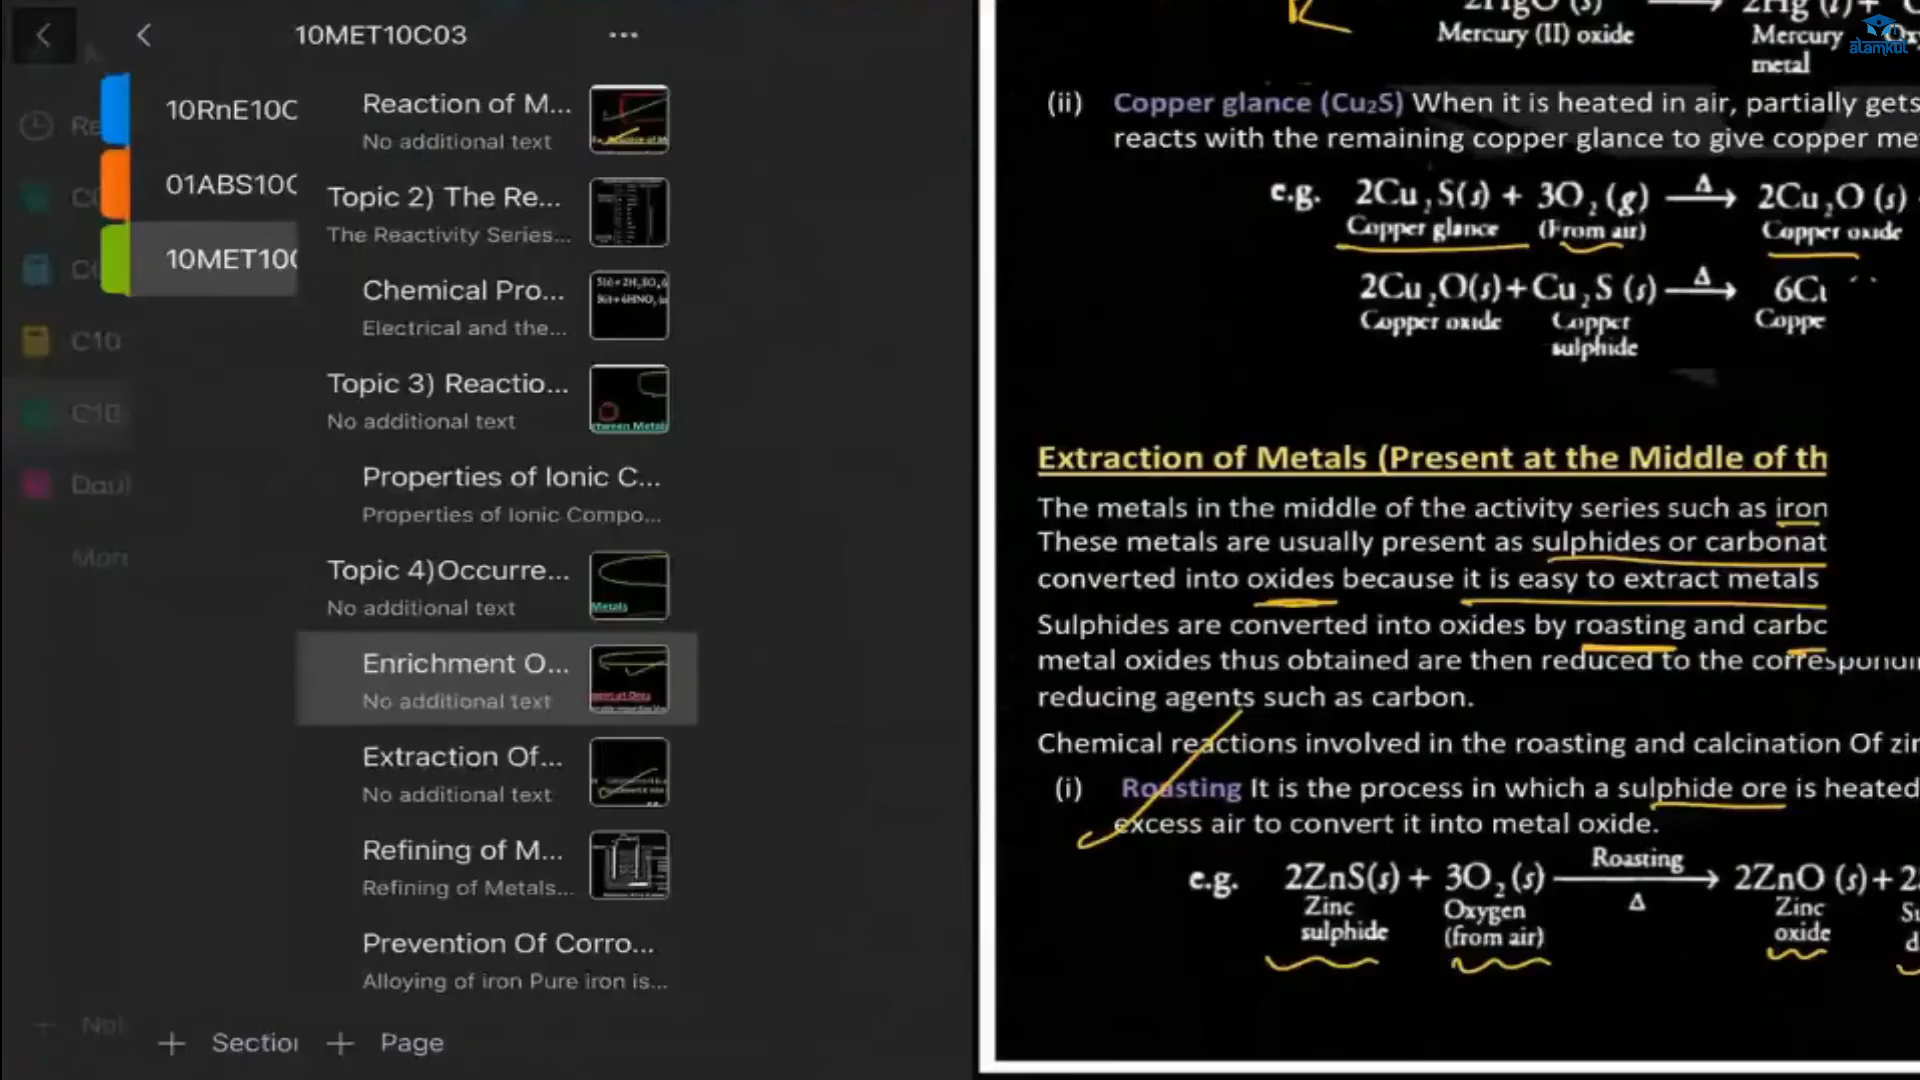 10MET10C03
10RnE10C
01ABS10C
10MET10C
C10
C10
Reaction of M...
No additional text
Topic 2) The Re...
The Reactivity Series...
Chemical Pro...
Electrical and the...
Topic 3) Reactio...
No additional text
Properties of Ionic C...
Properties of Ionic Compo...
Topic 4)Occurre...
No additional text
Enrichment O...
No additional text
Extraction Of...
No additional text
Refining of M...
Refining of Metals...
Prevention Of Corro...
Alloying of iron Pure iron is...
+ Section
+ Page
alamkul
2HgO (s) ⟶ 2Hg (l) +
Mercury (II) oxide Mercury
metal
(ii) Copper glance (Cu2S) When it is heated in air, partially gets
reacts with the remaining copper glance to give copper me
e.g. 2Cu₂S(s) + 3O₂(g) Δ⟶ 2Cu₂O (s)
Copper glance (From air) Copper oxide
2Cu₂O(s)+Cu₂S (s) Δ⟶ 6Cu
Copper oxide Copper Coppe
sulphide
Extraction of Metals (Present at the Middle of th
The metals in the middle of the activity series such as iron
These metals are usually present as sulphides or carbonat
converted into oxides because it is easy to extract metals
Sulphides are converted into oxides by roasting and carbo
metal oxides thus obtained are then reduced to the correspondin
reducing agents such as carbon.
Chemical reactions involved in the roasting and calcination Of zin
(i) Roasting It is the process in which a sulphide ore is heated
excess air to convert it into metal oxide.
Roasting
e.g. 2ZnS(s) + 3O₂(s) ⟶ 2ZnO (s)+ 2
Δ
Zinc Oxygen Zinc Su
sulphide (from air) oxide d